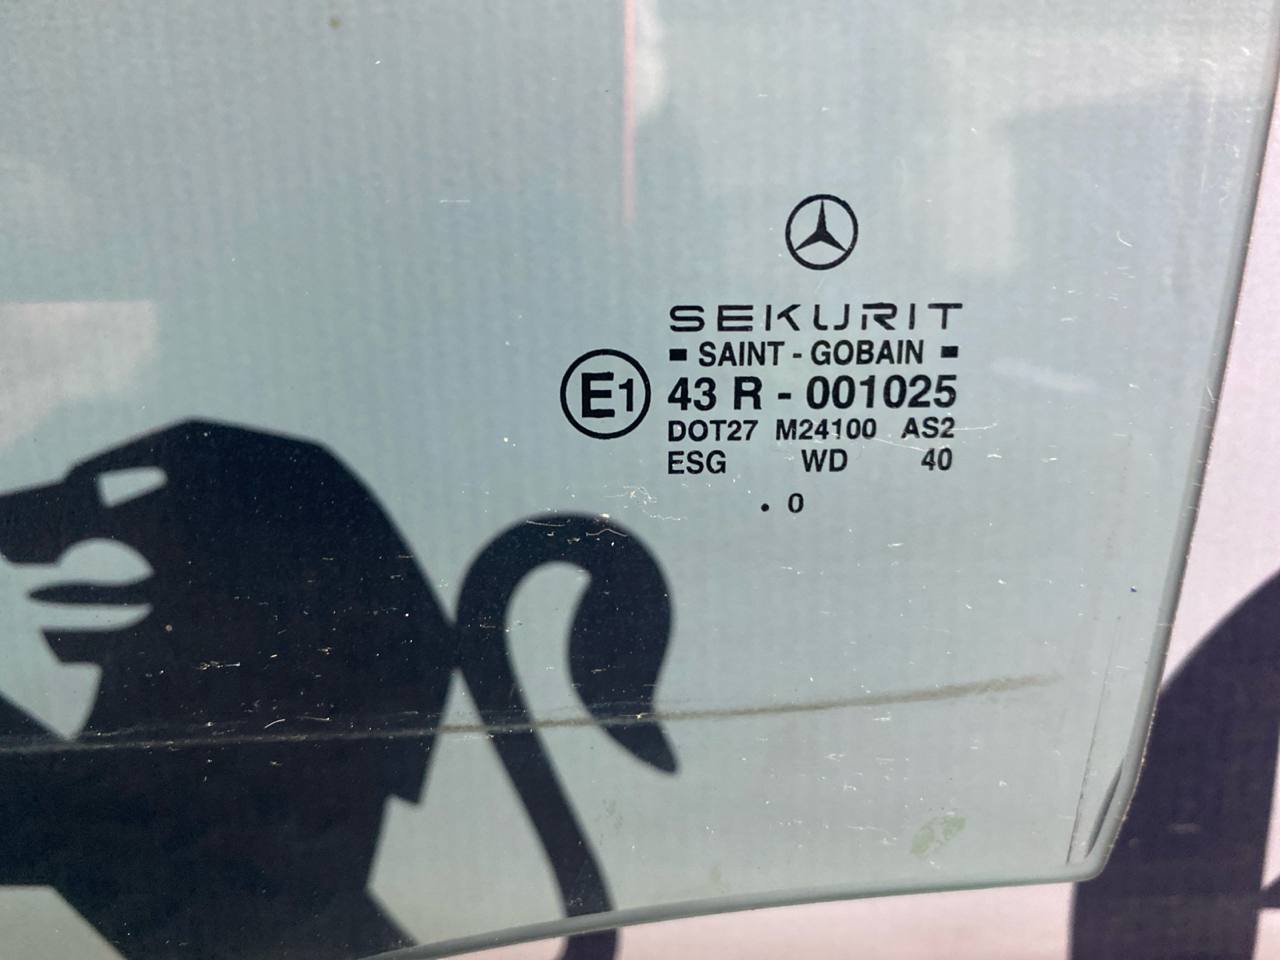 SEKURIT
SAINT - GOBAIN
E1 43 R - 001025
DOT27 M24100 AS2
ESG WD 40
. 0